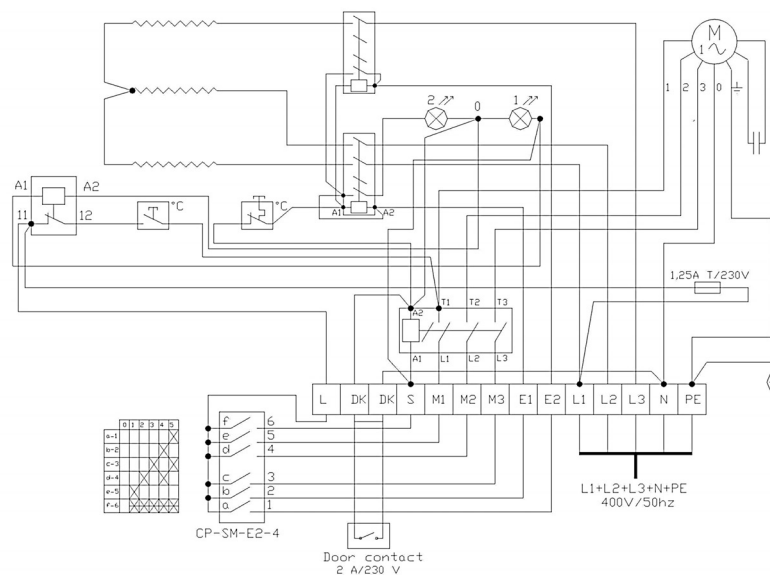 M
1
1 2 3 0
2 0 1
A1 A2
°C °C
11 12
A1 A2
1,25A T/230V
A2 T1 T2 T3
A1 L1 L2 L3
L DK DK S M1 M2 M3 E1 E2 L1 L2 L3 N PE
f 6
e 5
d 4
c 3
b 2
a 1
0 1 2 3 4 5
a-1
b-2
c-3
d-4
e-5
f-6
CP-SM-E2-4
L1+L2+L3+N+PE
400V/50hz
Door contact
2 A/230 V